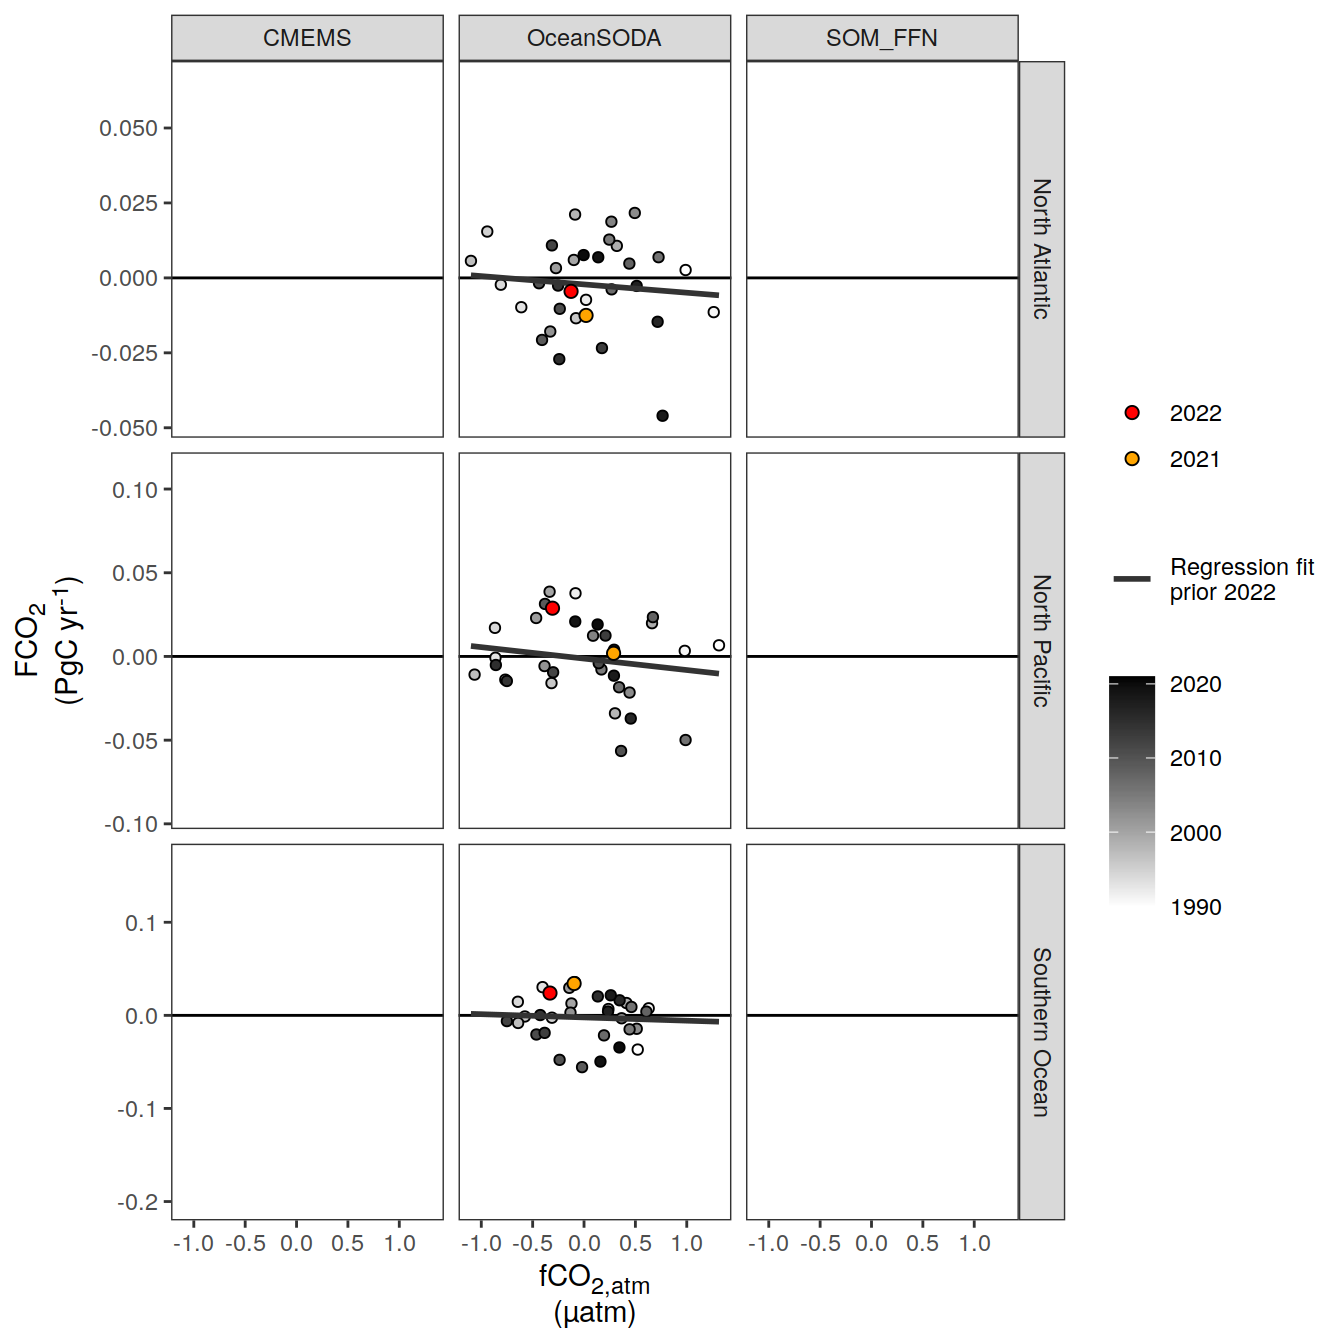 CMEMS OceanSODA SOM_FFN
0.050
0.025
0.000
-0.025
-0.050
North Atlantic
0.10
0.05
0.00
-0.05
-0.10
North Pacific
0.1
0.0
-0.1
-0.2
Southern Ocean
-1.0 -0.5 0.0 0.5 1.0 -1.0 -0.5 0.0 0.5 1.0 -1.0 -0.5 0.0 0.5 1.0
fCO2,atm
(µatm)
FCO2
(PgC yr-1)
2022
2021
Regression fit
prior 2022
2020
2010
2000
1990